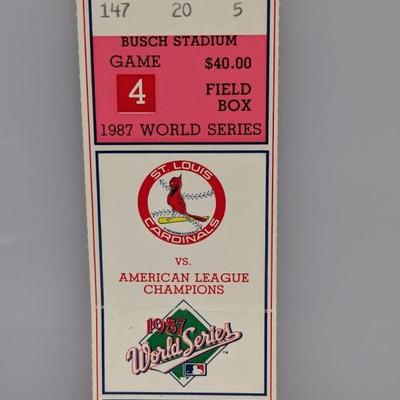 147 20 5
BUSCH STADIUM
GAME $40.00
4 FIELD
BOX
1987 WORLD SERIES
ST. LOUIS
CARDINALS
VS.
AMERICAN LEAGUE
CHAMPIONS
1987
World Series
TM